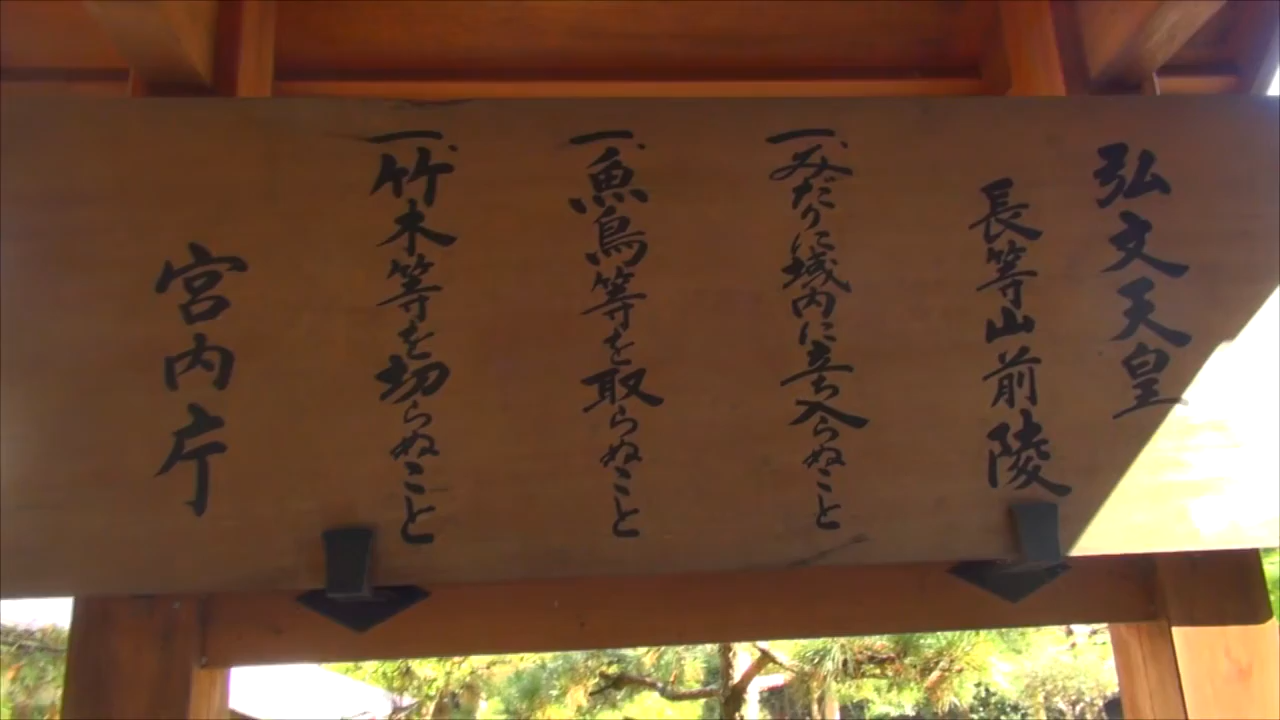 弘文天皇
長等山前陵
一、みだりに域内に立ち入らぬこと
一、魚鳥等を取らぬこと
一、竹木等を切らぬこと
宮内庁